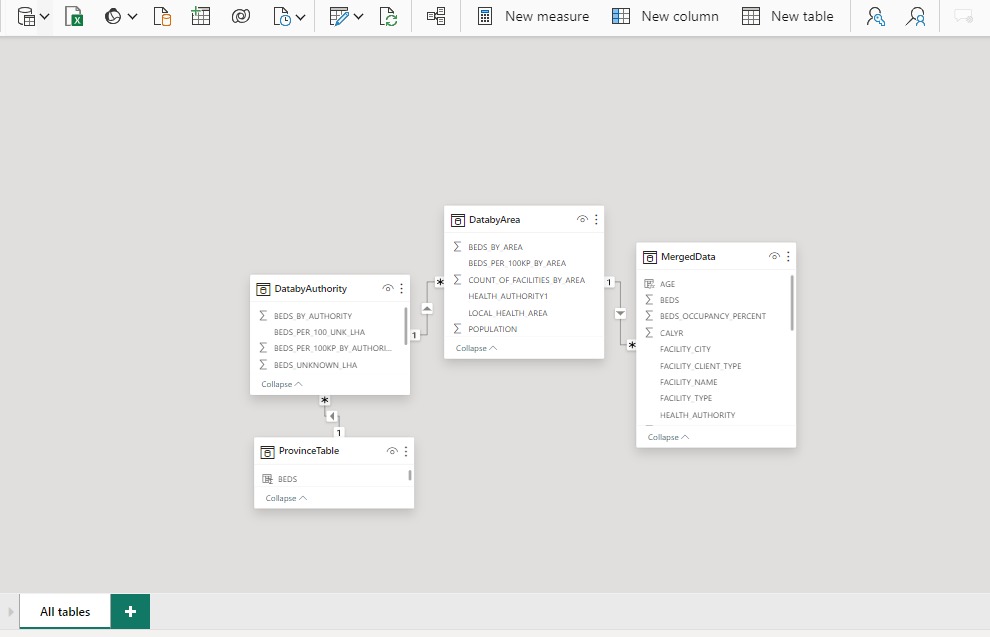 New measure
New column
New table
DatabyArea
BEDS_BY_AREA
BEDS_PER_100KP_BY_AREA
COUNT_OF_FACILITIES_BY_AREA
HEALTH_AUTHORITY1
LOCAL_HEALTH_AREA
POPULATION
Collapse
1
*
MergedData
AGE
BEDS
BEDS_OCCUPANCY_PERCENT
CALYR
FACILITY_CITY
FACILITY_CLIENT_TYPE
FACILITY_NAME
FACILITY_TYPE
HEALTH_AUTHORITY
Collapse
*
DatabyAuthority
BEDS_BY_AUTHORITY
BEDS_PER_100_UNK_LHA
BEDS_PER_100KP_BY_AUTHORI...
BEDS_UNKNOWN_LHA
Collapse
1
*
1
ProvinceTable
BEDS
Collapse
All tables
+